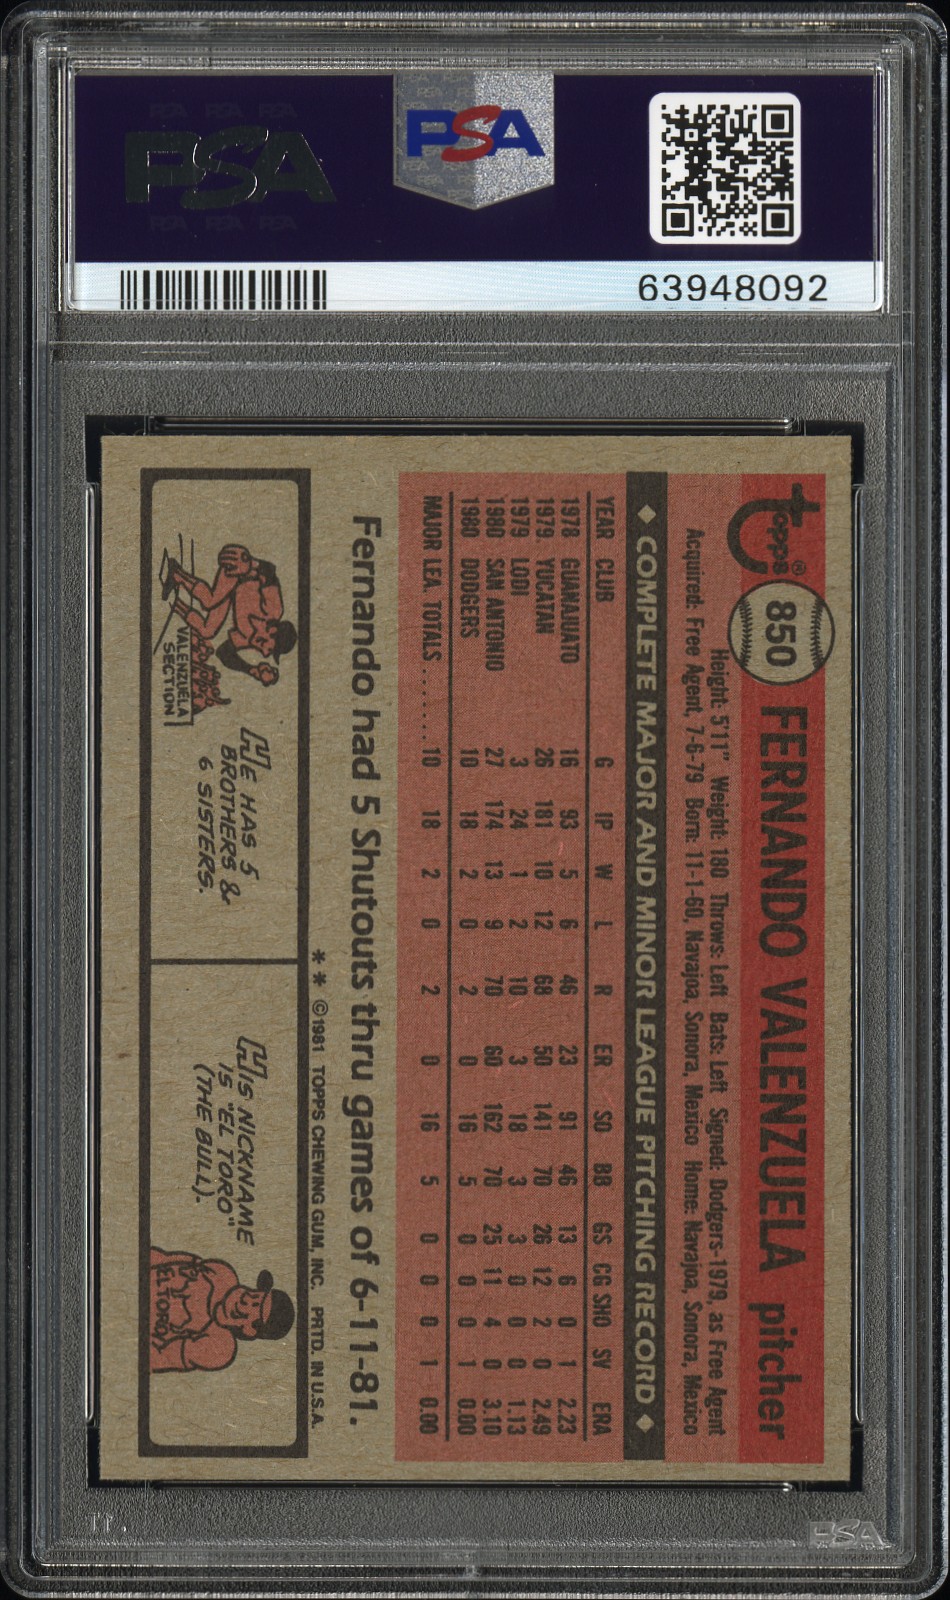 PSA PSA PSA
PSA
PSA PSA PSA
PSA
63948092
topps®
850
FERNANDO VALENZUELA pitcher
Height: 5'11" Weight: 180 Throws: Left Bats: Left Signed: Dodgers-1979, as Free Agent
Acquired: Free Agent, 7-6-79 Born: 11-1-60, Navajoa, Sonora, Mexico Home: Navajoa, Sonora, Mexico
◆ COMPLETE MAJOR AND MINOR LEAGUE PITCHING RECORD ◆
YEAR CLUB G IP W L R ER SO BB GS CG SHO SV ERA
1978 GUANAJUATO 16 93 5 6 46 23 91 46 13 6 0 1 2.23
1979 YUCATAN 26 181 10 12 68 50 141 70 26 12 2 0 2.49
1979 LODI 3 24 1 2 10 3 18 3 3 0 0 0 1.13
1980 SAN ANTONIO 27 174 13 9 70 60 162 70 25 11 4 0 3.10
1980 DODGERS 10 18 2 0 2 0 16 5 0 0 0 1 0.00
MAJOR LEA. TOTALS........ 10 18 2 0 2 0 16 5 0 0 0 1 0.00
Fernando had 5 Shutouts thru games of 6-11-81.
** ©1981 TOPPS CHEWING GUM, INC. PRTD. IN U.S.A.
VALENZUELA
SECTION
HE HAS 5
BROTHERS &
6 SISTERS.
HIS NICKNAME
IS "EL TORO"
(THE BULL).
EL TORO
PSA